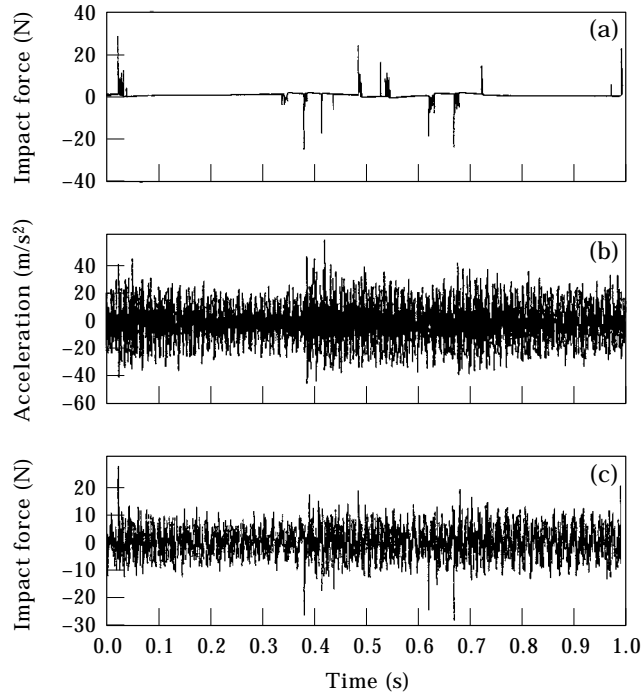 (a)
Impact force (N)
40
20
0
−20
−40
(b)
Acceleration (m/s²)
40
20
0
−20
−40
−60
(c)
Impact force (N)
20
10
0
−10
−20
−30
0.0 0.1 0.2 0.3 0.4 0.5 0.6 0.7 0.8 0.9 1.0
Time (s)